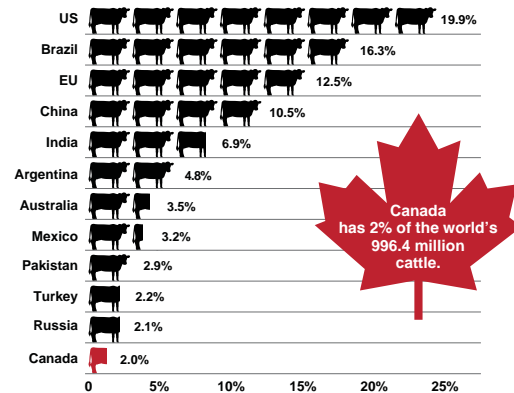 US 19.9%
Brazil 16.3%
EU 12.5%
China 10.5%
India 6.9%
Argentina 4.8%
Australia 3.5%
Mexico 3.2%
Pakistan 2.9%
Turkey 2.2%
Russia 2.1%
Canada 2.0%
0 5% 10% 15% 20% 25%
Canada
has 2% of the world’s
996.4 million
cattle.